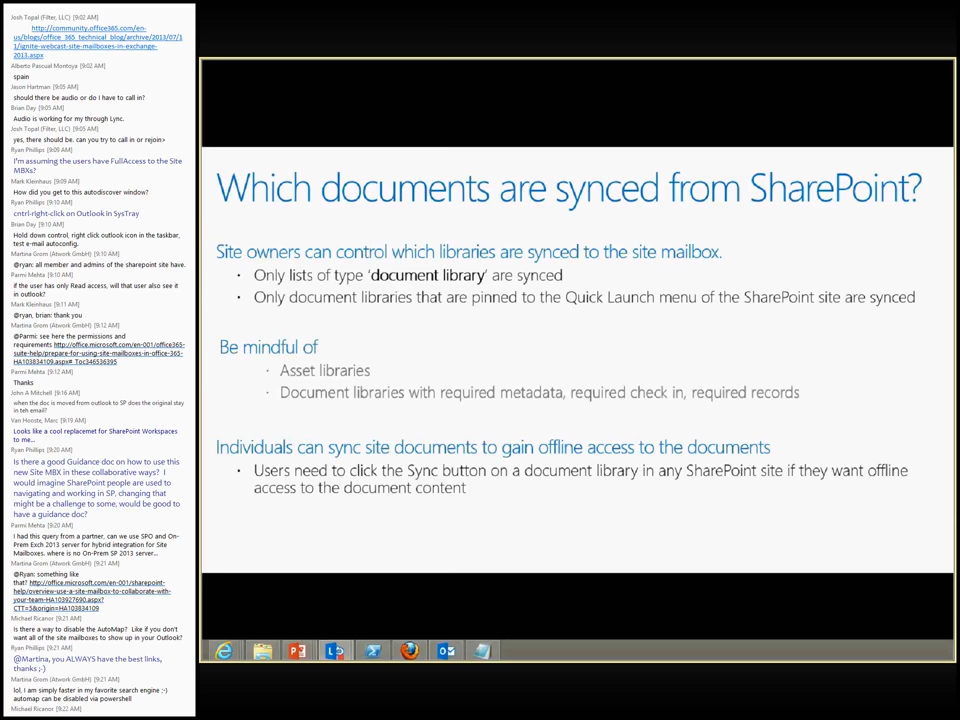 Josh Topal (Filter, LLC) [9:02 AM]
http://community.office365.com/en-
us/blogs/office_365_technical_blog/archive/2013/07/1
1/ignite-webcast-site-mailboxes-in-exchange-
2013.aspx
Alberto Pascual Montoya [9:02 AM]
spain
Jason Hartman [9:05 AM]
should there be audio or do I have to call in?
Brian Day [9:05 AM]
Audio is working for my through Lync.
Josh Topal (Filter, LLC) [9:05 AM]
yes, there should be. can you try to call in or rejoin>
Ryan Phillips [9:09 AM]
I'm assuming the users have FullAccess to the Site
MBXs?
Mark Kleinhaus [9:09 AM]
How did you get to this autodiscover window?
Ryan Phillips [9:10 AM]
cntrl-right-click on Outlook in SysTray
Brian Day [9:10 AM]
Hold down control, right click outlook icon in the taskbar,
test e-mail autoconfig.
Martina Grom (Atwork GmbH) [9:10 AM]
@ryan: all member and admins of the sharepoint site have.
Parmi Mehta [9:10 AM]
if the user has only Read access, will that user also see it
in outlook?
Mark Kleinhaus [9:11 AM]
@ryan, brian: thank you
Martina Grom (Atwork GmbH) [9:12 AM]
@Parmi: see here the permissions and
requirements http://office.microsoft.com/en-001/office365-
suite-help/prepare-for-using-site-mailboxes-in-office-365-
HA103834109.aspx#_Toc346536395
Parmi Mehta [9:12 AM]
Thanks
John A Mitchell [9:16 AM]
when the doc is moved from outlook to SP does the original stay
in teh email?
Van Hooste, Marc [9:19 AM]
Looks like a cool replacemet for SharePoint Workspaces
to me...
Ryan Phillips [9:20 AM]
Is there a good Guidance doc on how to use this
new Site MBX in these collaborative ways? I
would imagine SharePoint people are used to
navigating and working in SP, changing that
might be a challenge to some, would be good to
have a guidance doc?
Parmi Mehta [9:20 AM]
I had this query from a partner, can we use SPO and On-
Prem Exch 2013 server for hybrid integration for Site
Mailboxes. where is no On-Prem SP 2013 server...
Martina Grom (Atwork GmbH) [9:21 AM]
@Ryan: something like
that? http://office.microsoft.com/en-001/sharepoint-
help/overview-use-a-site-mailbox-to-collaborate-with-
your-team-HA103927690.aspx?
CTT=5&origin=HA103834109
Michael Ricanor [9:21 AM]
Is there a way to disable the AutoMap? Like if you don't
want all of the site mailboxes to show up in your Outlook?
Ryan Phillips [9:21 AM]
@Martina, you ALWAYS have the best links,
thanks ;-)
Martina Grom (Atwork GmbH) [9:21 AM]
lol, I am simply faster in my favorite search engine ;-)
automap can be disabled via powershell
Michael Ricanor [9:22 AM]
Which documents are synced from SharePoint?
Site owners can control which libraries are synced to the site mailbox.
· Only lists of type 'document library' are synced
· Only document libraries that are pinned to the Quick Launch menu of the SharePoint site are synced
Be mindful of
· Asset libraries
· Document libraries with required metadata, required check in, required records
Individuals can sync site documents to gain offline access to the documents
· Users need to click the Sync button on a document library in any SharePoint site if they want offline
access to the document content